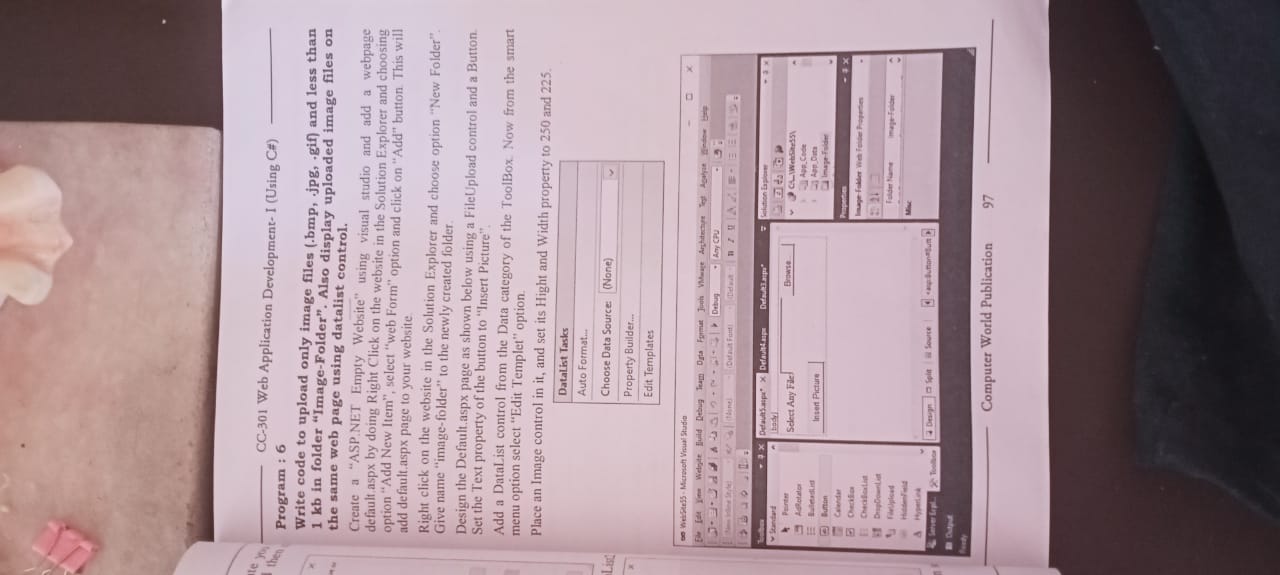 CC-301 Web Application Development- I (Using C#)
Program : 6
Write code to upload only image files (.bmp, .jpg, .gif) and less than
1 kb in folder “Image-Folder”. Also display uploaded image files on
the same web page using datalist control.
Create a “ASP.NET Empty Website” using visual studio and add a webpage
default.aspx by doing Right Click on the website in the Solution Explorer and choosing
option “Add New Item”, select “web Form” option and click on “Add” button. This will
add default.aspx page to your website.
Right click on the website in the Solution Explorer and choose option “New Folder”.
Give name “image-folder” to the newly created folder.
Design the Default.aspx page as shown below using a FileUpload control and a Button.
Set the Text property of the button to “Insert Picture”
Add a DataList control from the Data category of the ToolBox. Now from the smart
menu option select “Edit Templet” option.
Place an Image control in it, and set its Hight and Width property to 250 and 225.
DataList Tasks
Auto Format...
Choose Data Source: (None)
Property Builder...
Edit Templates
WebSite55 - Microsoft Visual Studio
File Edit View Website Build Debug Team Data Format Tools VMware Architecture Test Analyze Window Help
Debug Any CPU
(None) (Default Font) (Default
Toolbox
Standard
Pointer
AdRotator
BulletedList
Button
Calendar
CheckBox
CheckBoxList
DropDownList
FileUpload
HiddenField
HyperLink
Server Expl... Toolbox
Output
Ready
Default5.aspx* Default4.aspx Default3.aspx*
body
Select Any File
Browse...
Insert Picture
Design Split Source
Solution Explorer
C:\...\WebSite55\
App_Code
App_Data
Image-Folder
Properties
Image-Folder Web Folder Properties
Folder Name Image-Folder
Misc
Computer World Publication 97
then